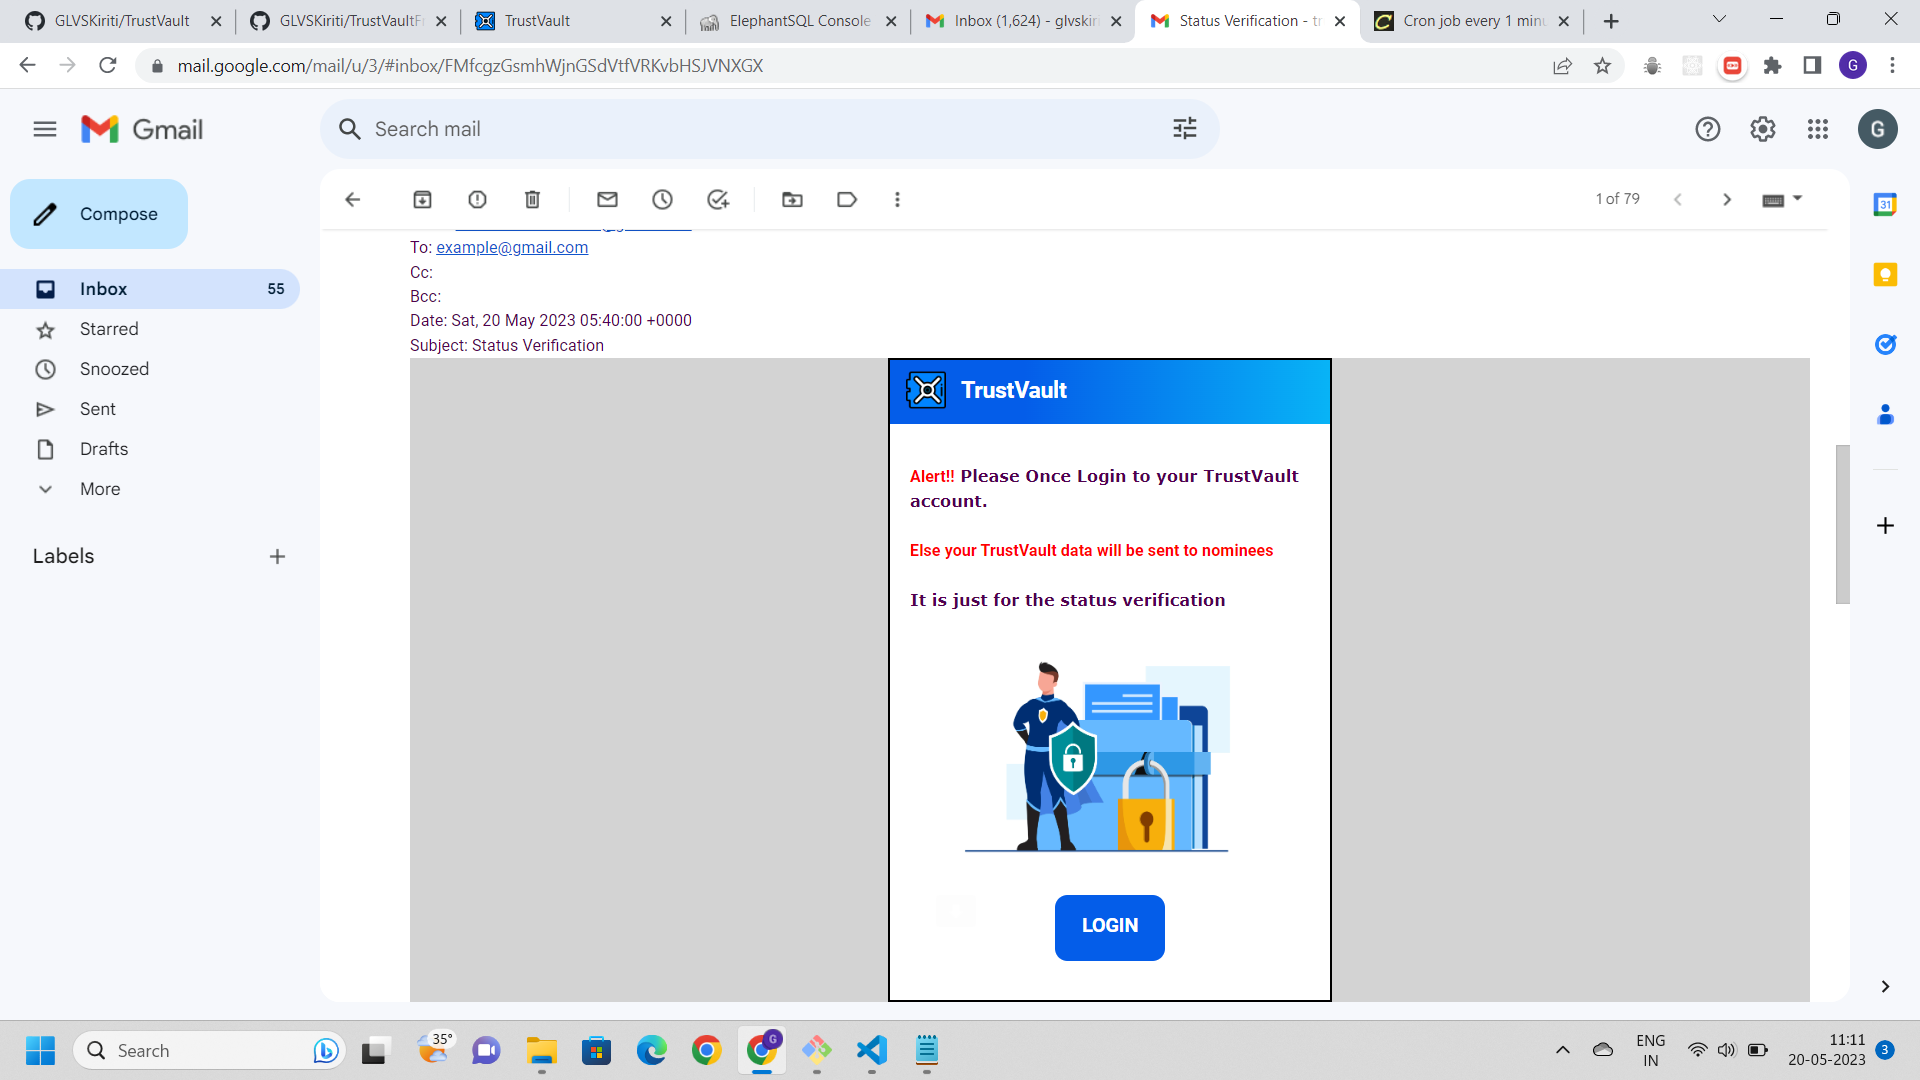 GLVSKiriti/TrustVault
GLVSKiriti/TrustVaultFr
TrustVault
ElephantSQL Console
Inbox (1,624) - glvskiri
Status Verification - tr
Cron job every 1 minu
mail.google.com/mail/u/3/#inbox/FMfcgzGsmhWjnGSdVtfVRKvbHSJVNXGX
G
Gmail
Search mail
G
Compose
1 of 79
31
Inbox 55
Starred
Snoozed
Sent
Drafts
More
Labels
To: example@gmail.com
Cc:
Bcc:
Date: Sat, 20 May 2023 05:40:00 +0000
Subject: Status Verification
TrustVault
Alert!! Please Once Login to your TrustVault
account.
Else your TrustVault data will be sent to nominees
It is just for the status verification
LOGIN
Search
35°
G
ENG
IN
11:11
20-05-2023
3